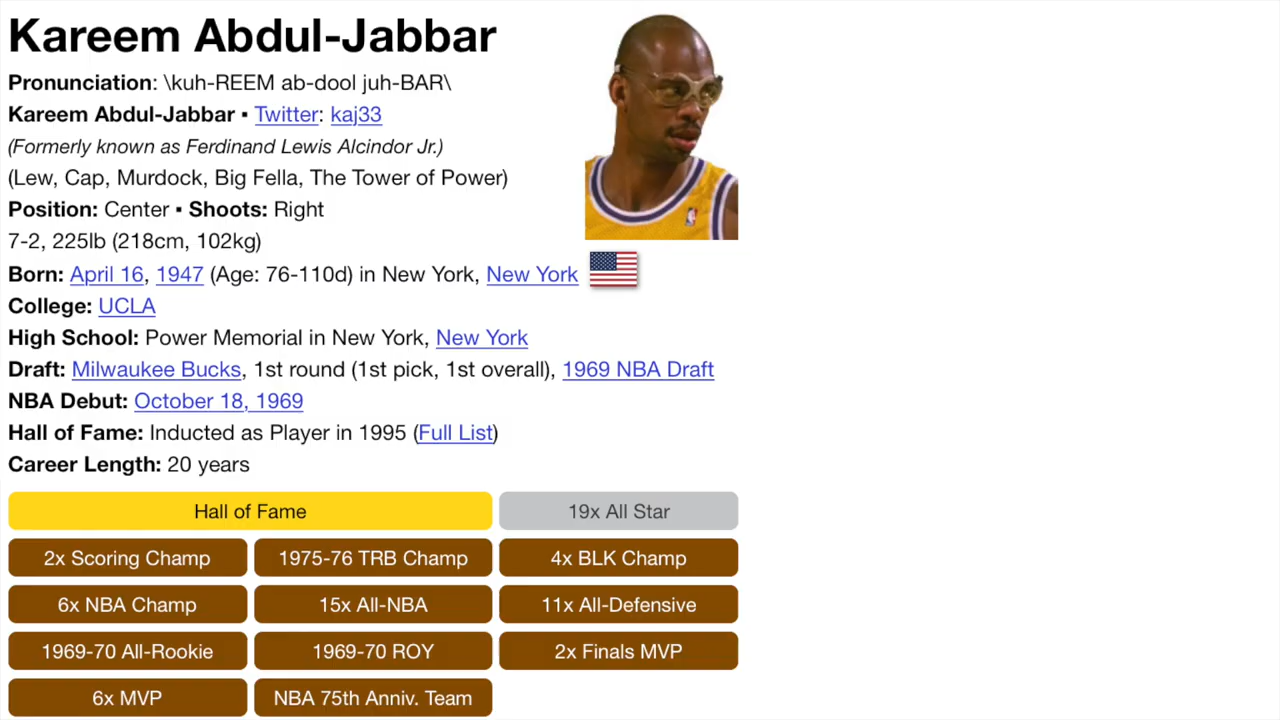 Kareem Abdul-Jabbar
Pronunciation: \kuh-REEM ab-dool juh-BAR\
Kareem Abdul-Jabbar ▪ Twitter: kaj33
(Formerly known as Ferdinand Lewis Alcindor Jr.)
(Lew, Cap, Murdock, Big Fella, The Tower of Power)
Position: Center ▪ Shoots: Right
7-2, 225lb (218cm, 102kg)
Born: April 16, 1947 (Age: 76-110d) in New York, New York
College: UCLA
High School: Power Memorial in New York, New York
Draft: Milwaukee Bucks, 1st round (1st pick, 1st overall), 1969 NBA Draft
NBA Debut: October 18, 1969
Hall of Fame: Inducted as Player in 1995 (Full List)
Career Length: 20 years
Hall of Fame 19x All Star
2x Scoring Champ 1975-76 TRB Champ 4x BLK Champ
6x NBA Champ 15x All-NBA 11x All-Defensive
1969-70 All-Rookie 1969-70 ROY 2x Finals MVP
6x MVP NBA 75th Anniv. Team